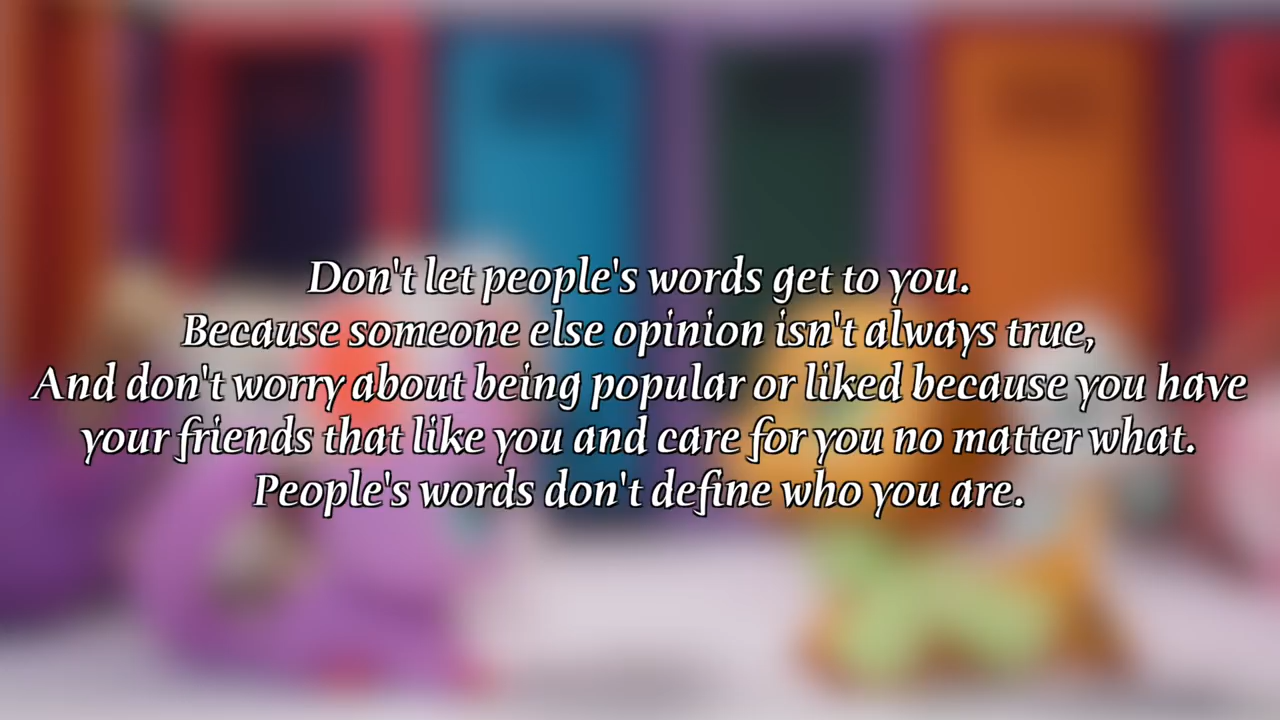 Don't let people's words get to you.
Because someone else opinion isn't always true,
And don't worry about being popular or liked because you have
your friends that like you and care for you no matter what.
People's words don't define who you are.